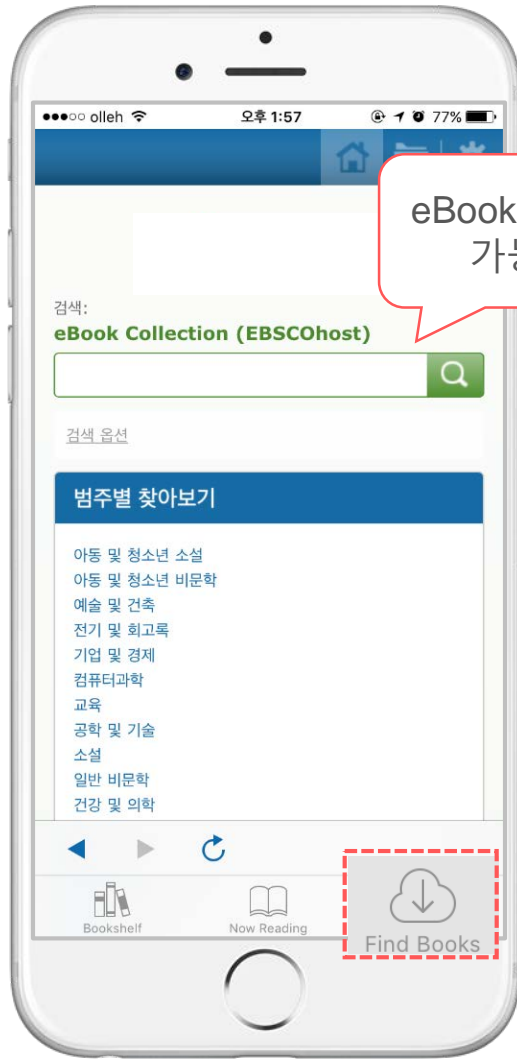 olleh 오후 1:57 77%
eBook
검색:
eBook Collection (EBSCOhost)
검색 옵션
범주별 찾아보기
아동 및 청소년 소설
아동 및 청소년 비문학
예술 및 건축
전기 및 회고록
기업 및 경제
컴퓨터과학
교육
공학 및 기술
소설
일반 비문학
건강 및 의학
Bookshelf Now Reading Find Books